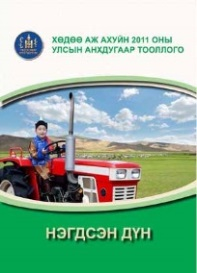 ХӨДӨӨ АЖ АХУЙН 2011 ОНЫ
УЛСЫН АНХДУГААР ТООЛЛОГО
НЭГДСЭН ДҮН